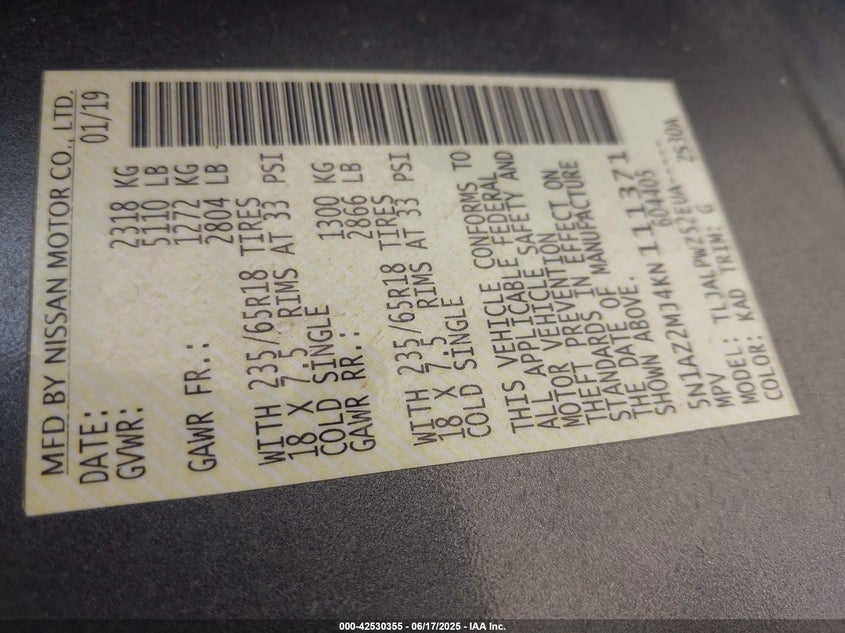 MFD BY NISSAN MOTOR CO., LTD.
DATE: 01/19
GVWR: 2318 KG
5110 LB
GAWR FR.: 1272 KG
2804 LB
WITH 235/65R18 TIRES
18 X 7.5 RIMS AT 33 PSI
COLD SINGLE
GAWR RR.: 1300 KG
2866 LB
WITH 235/65R18 TIRES
18 X 7.5 RIMS AT 33 PSI
COLD SINGLE
THIS VEHICLE CONFORMS TO
ALL APPLICABLE FEDERAL
MOTOR VEHICLE SAFETY AND
THEFT PREVENTION
STANDARDS IN EFFECT ON
THE DATE OF MANUFACTURE
SHOWN ABOVE.
5N1AZ2MJ4KN111371
MPV 604405
MODEL: TLJALPWZ52EUA-----
COLOR: KAD TRIM: G 2S30A
000-42530355 - 06/17/2025 - IAA Inc.